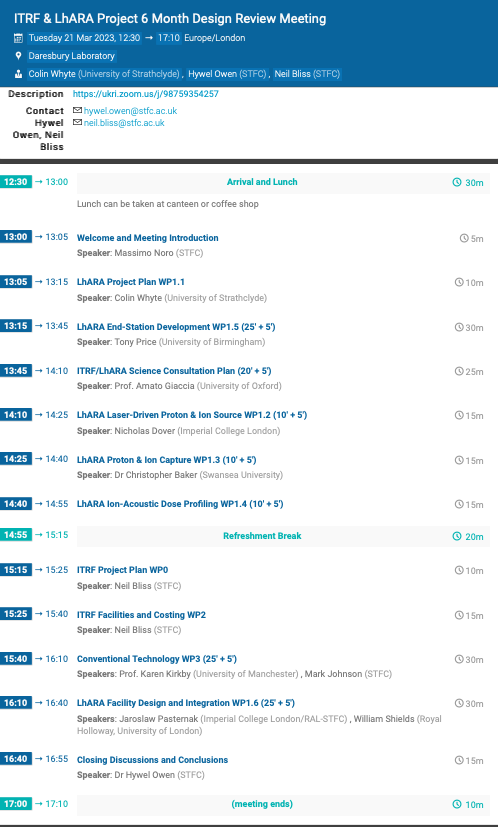 ITRF & LhARA Project 6 Month Design Review Meeting
Tuesday 21 Mar 2023, 12:30 → 17:10 Europe/London
Daresbury Laboratory
Colin Whyte (University of Strathclyde) , Hywel Owen (STFC) , Neil Bliss (STFC)
Description https://ukri.zoom.us/j/98759354257
Contact hywel.owen@stfc.ac.uk
Hywel neil.bliss@stfc.ac.uk
Owen, Neil
Bliss
12:30 → 13:00 Arrival and Lunch 30m
Lunch can be taken at canteen or coffee shop
13:00 → 13:05 Welcome and Meeting Introduction 5m
Speaker: Massimo Noro (STFC)
13:05 → 13:15 LhARA Project Plan WP1.1 10m
Speaker: Colin Whyte (University of Strathclyde)
13:15 → 13:45 LhARA End-Station Development WP1.5 (25' + 5') 30m
Speaker: Tony Price (University of Birmingham)
13:45 → 14:10 ITRF/LhARA Science Consultation Plan (20' + 5') 25m
Speaker: Prof. Amato Giaccia (University of Oxford)
14:10 → 14:25 LhARA Laser-Driven Proton & Ion Source WP1.2 (10' + 5') 15m
Speaker: Nicholas Dover (Imperial College London)
14:25 → 14:40 LhARA Proton & Ion Capture WP1.3 (10' + 5') 15m
Speaker: Dr Christopher Baker (Swansea University)
14:40 → 14:55 LhARA Ion-Acoustic Dose Profiling WP1.4 (10' + 5') 15m
14:55 → 15:15 Refreshment Break 20m
15:15 → 15:25 ITRF Project Plan WP0 10m
Speaker: Neil Bliss (STFC)
15:25 → 15:40 ITRF Facilities and Costing WP2 15m
Speaker: Neil Bliss (STFC)
15:40 → 16:10 Conventional Technology WP3 (25' + 5') 30m
Speakers: Prof. Karen Kirkby (University of Manchester) , Mark Johnson (STFC)
16:10 → 16:40 LhARA Facility Design and Integration WP1.6 (25' + 5') 30m
Speakers: Jaroslaw Pasternak (Imperial College London/RAL-STFC) , William Shields (Royal
Holloway, University of London)
16:40 → 16:55 Closing Discussions and Conclusions 15m
Speaker: Dr Hywel Owen (STFC)
17:00 → 17:10 (meeting ends) 10m